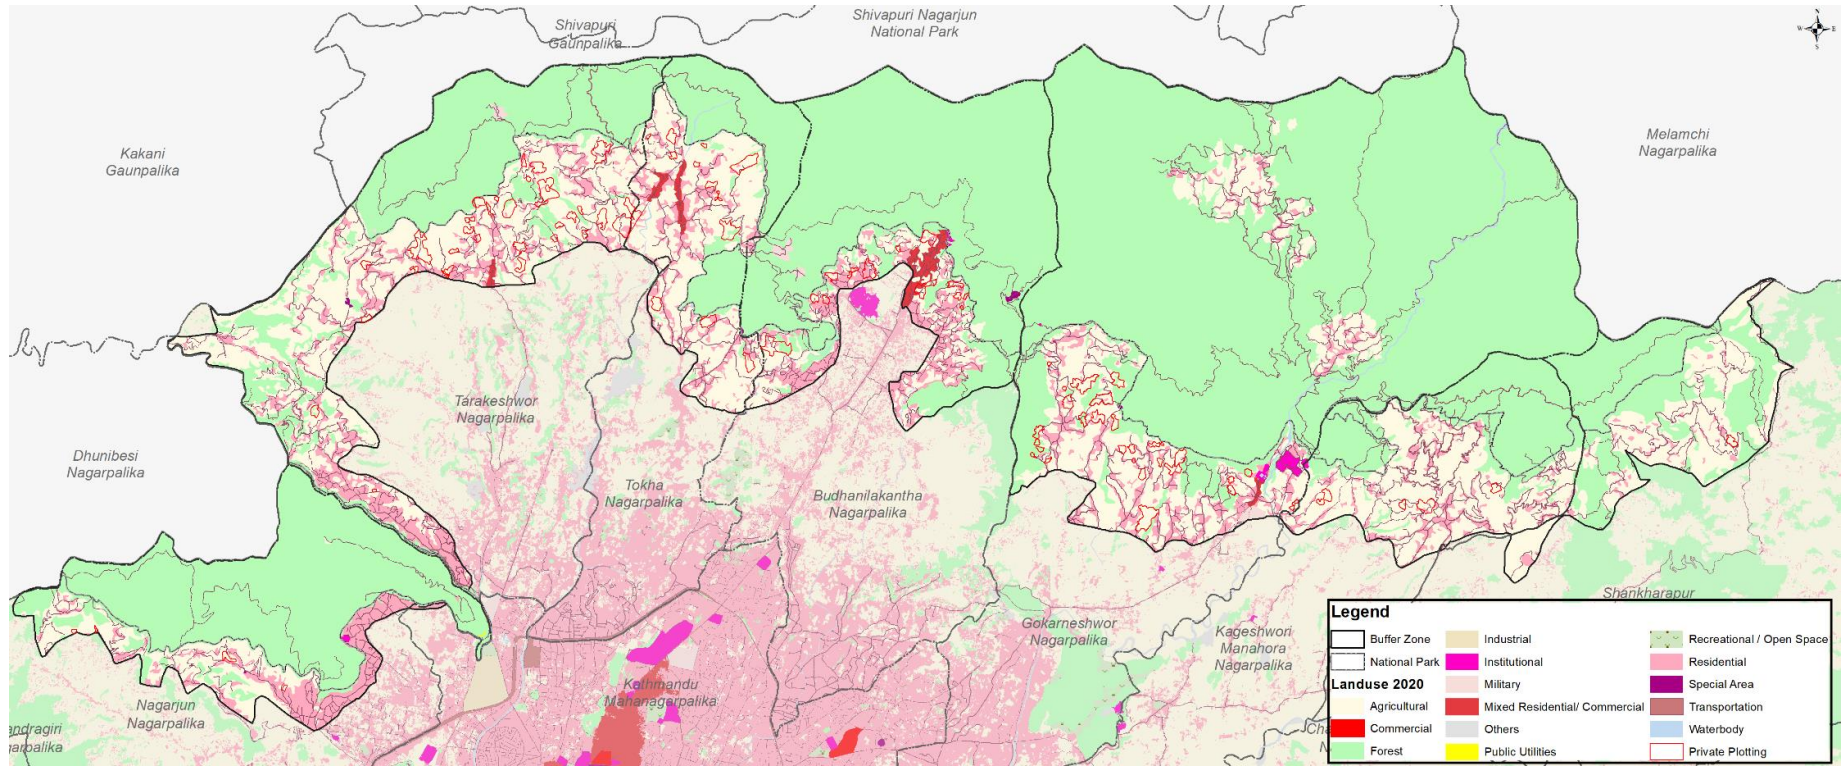 Shivapuri Nagarjun
National Park
Shivapuri
Gaunpalika
N
W
E
S
Kakani
Gaunpalika
Melamchi
Nagarpalika
Tarakeshwor
Nagarpalika
Dhunibesi
Nagarpalika
Tokha
Nagarpalika
Budhanilakantha
Nagarpalika
Shankharapur
Gokarneshwor
Nagarpalika
Kageshwori
Manahora
Nagarpalika
Kathmandu
Mahanagarpalika
Nagarjun
Nagarpalika
andragiri
garpalika
Cha
N
Legend
Buffer Zone
National Park
Landuse 2020
Agricultural
Commercial
Forest
Industrial
Institutional
Military
Mixed Residential/ Commercial
Others
Public Utilities
Recreational / Open Space
Residential
Special Area
Transportation
Waterbody
Private Plotting